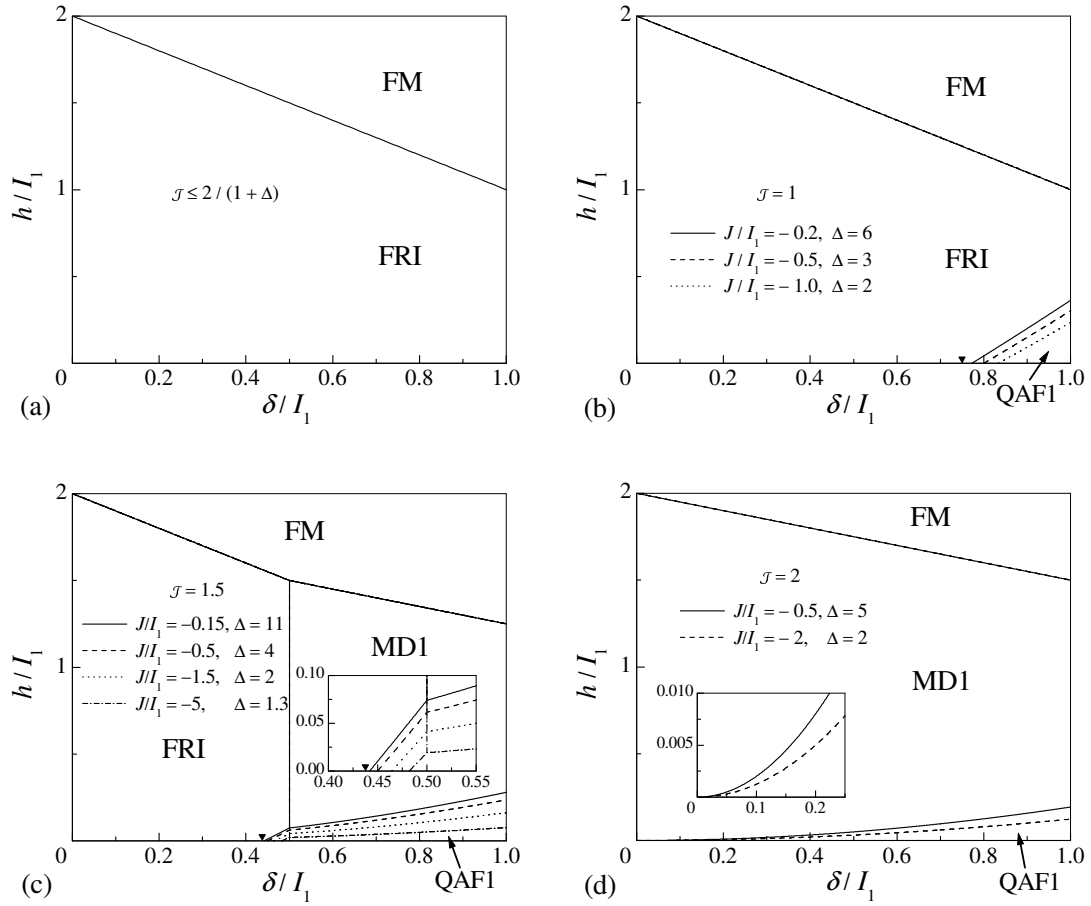 2
1
h / I₁
FM
𝒥 ≤ 2 / (1 + Δ)
FRI
0 0.2 0.4 0.6 0.8 1.0
(a)
δ / I₁
2
1
h / I₁
FM
𝒥 = 1
J / I₁ = − 0.2, Δ = 6
J / I₁ = − 0.5, Δ = 3
J / I₁ = − 1.0, Δ = 2
FRI
0 0.2 0.4 0.6 0.8 1.0
QAF1
(b)
δ / I₁
2
1
h / I₁
FM
𝒥 = 1.5
J/I₁ = −0.15, Δ = 11
J/I₁ = −0.5, Δ = 4
J/I₁ = −1.5, Δ = 2
J/I₁ = −5, Δ = 1.3
MD1
FRI
0.10
0.05
0.00
0.40 0.45 0.50 0.55
0 0.2 0.4 0.6 0.8 1.0
QAF1
(c)
δ / I₁
2
1
h / I₁
FM
𝒥 = 2
J/I₁ = − 0.5, Δ = 5
J/I₁ = − 2, Δ = 2
MD1
0.010
0.005
0
0 0.1 0.2
0 0.2 0.4 0.6 0.8 1.0
QAF1
(d)
δ / I₁